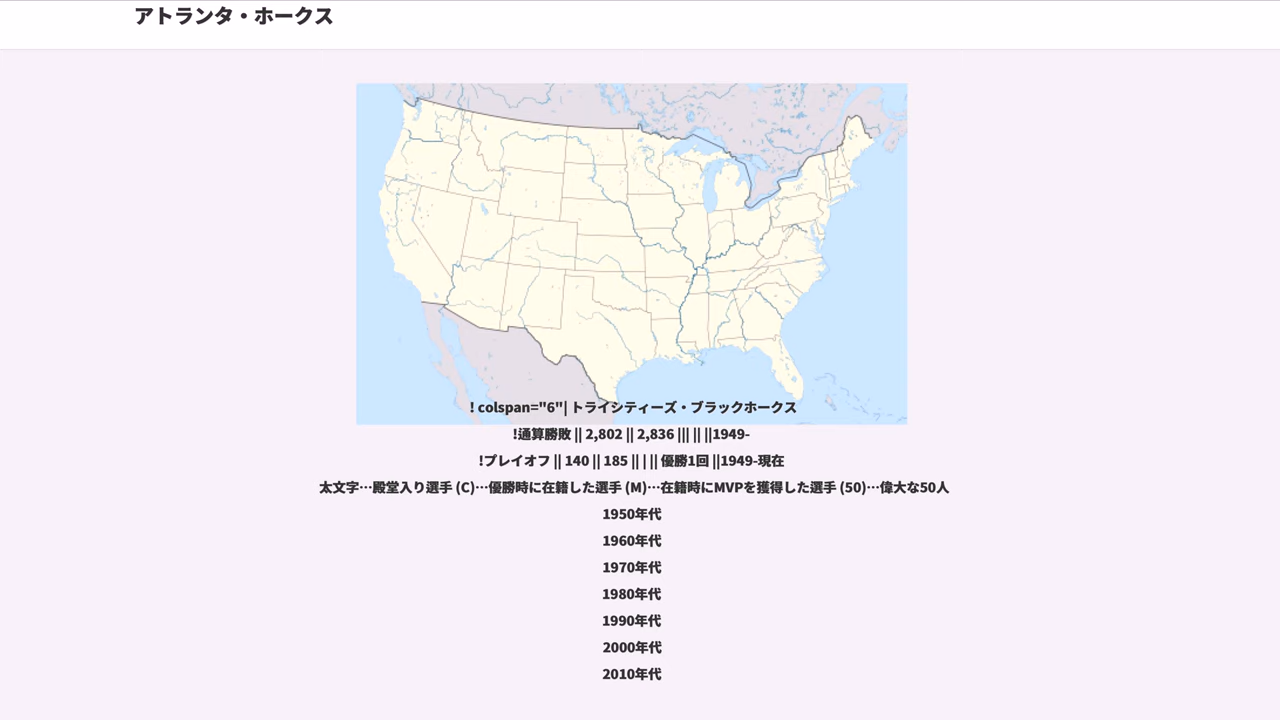 アトランタ・ホークス
! colspan="6"| トライシティーズ・ブラックホークス
!通算勝敗 || 2,802 || 2,836 ||| || ||1949-
!プレイオフ || 140 || 185 || | || 優勝1回 ||1949-現在
太文字…殿堂入り選手 (C)…優勝時に在籍した選手 (M)…在籍時にMVPを獲得した選手 (50)…偉大な50人
1950年代
1960年代
1970年代
1980年代
1990年代
2000年代
2010年代